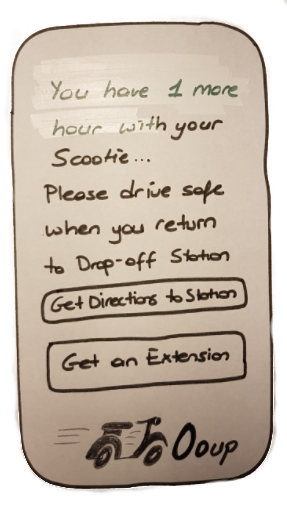 You have 1 more
hour with your
Scootie...
Please drive safe
when you return
to Drop-off Station
Get Directions to Station
Get an Extension
Ooup